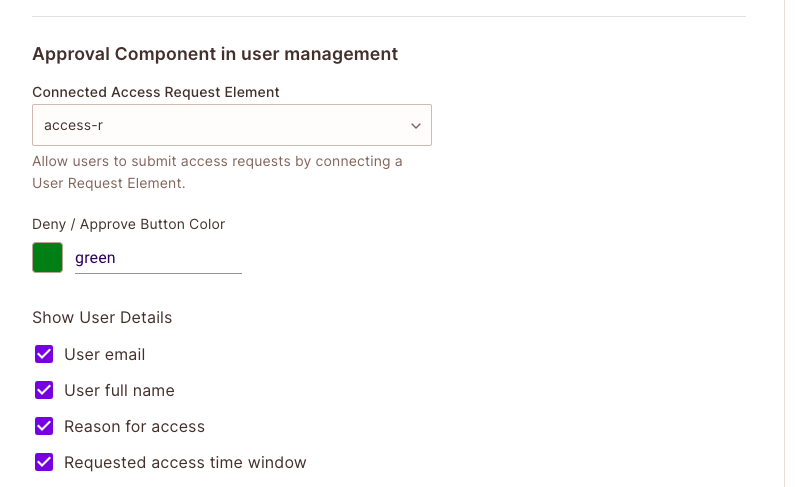 Approval Component in user management
Connected Access Request Element
access-r
Allow users to submit access requests by connecting a
User Request Element.
Deny / Approve Button Color
green
Show User Details
User email
User full name
Reason for access
Requested access time window